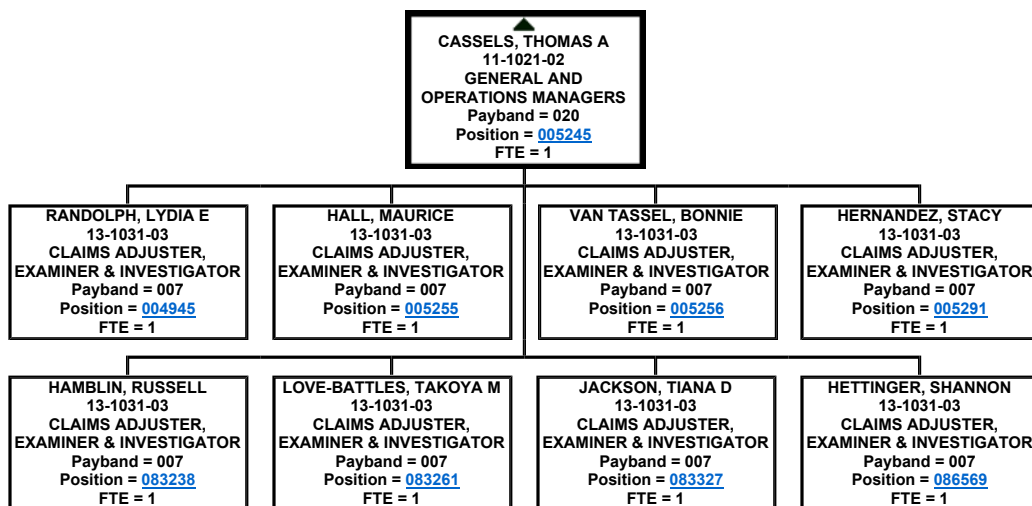 CASSELS, THOMAS A
11-1021-02
GENERAL AND
OPERATIONS MANAGERS
Payband = 020
Position = 005245
FTE = 1
RANDOLPH, LYDIA E
13-1031-03
CLAIMS ADJUSTER,
EXAMINER & INVESTIGATOR
Payband = 007
Position = 004945
FTE = 1
HALL, MAURICE
13-1031-03
CLAIMS ADJUSTER,
EXAMINER & INVESTIGATOR
Payband = 007
Position = 005255
FTE = 1
VAN TASSEL, BONNIE
13-1031-03
CLAIMS ADJUSTER,
EXAMINER & INVESTIGATOR
Payband = 007
Position = 005256
FTE = 1
HERNANDEZ, STACY
13-1031-03
CLAIMS ADJUSTER,
EXAMINER & INVESTIGATOR
Payband = 007
Position = 005291
FTE = 1
HAMBLIN, RUSSELL
13-1031-03
CLAIMS ADJUSTER,
EXAMINER & INVESTIGATOR
Payband = 007
Position = 083238
FTE = 1
LOVE-BATTLES, TAKOYA M
13-1031-03
CLAIMS ADJUSTER,
EXAMINER & INVESTIGATOR
Payband = 007
Position = 083261
FTE = 1
JACKSON, TIANA D
13-1031-03
CLAIMS ADJUSTER,
EXAMINER & INVESTIGATOR
Payband = 007
Position = 083327
FTE = 1
HETTINGER, SHANNON
13-1031-03
CLAIMS ADJUSTER,
EXAMINER & INVESTIGATOR
Payband = 007
Position = 086569
FTE = 1